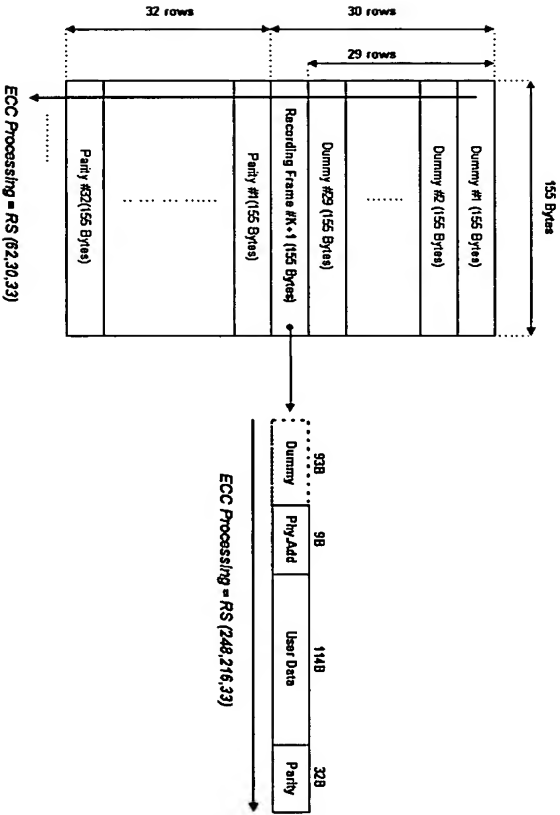 155 Bytes
32 rows
30 rows
29 rows
Dummy #1 (155 Bytes)
Dummy #2 (155 Bytes)
......
Dummy #29 (155 Bytes)
Recording Frame #K+1 (155 Bytes)
Parity #1(155 Bytes)
... ... ... ... ...
Parity #32(155 Bytes)
.........
ECC Processing = RS (62,30,33)
93B
9B
114B
32B
Dummy
Phy.Add
User Data
Parity
ECC Processing = RS (248,216,33)